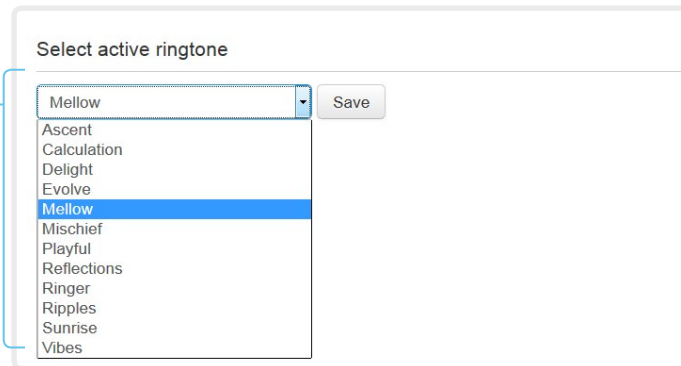 Select active ringtone
Mellow Save
Ascent
Calculation
Delight
Evolve
Mellow
Mischief
Playful
Reflections
Ringer
Ripples
Sunrise
Vibes